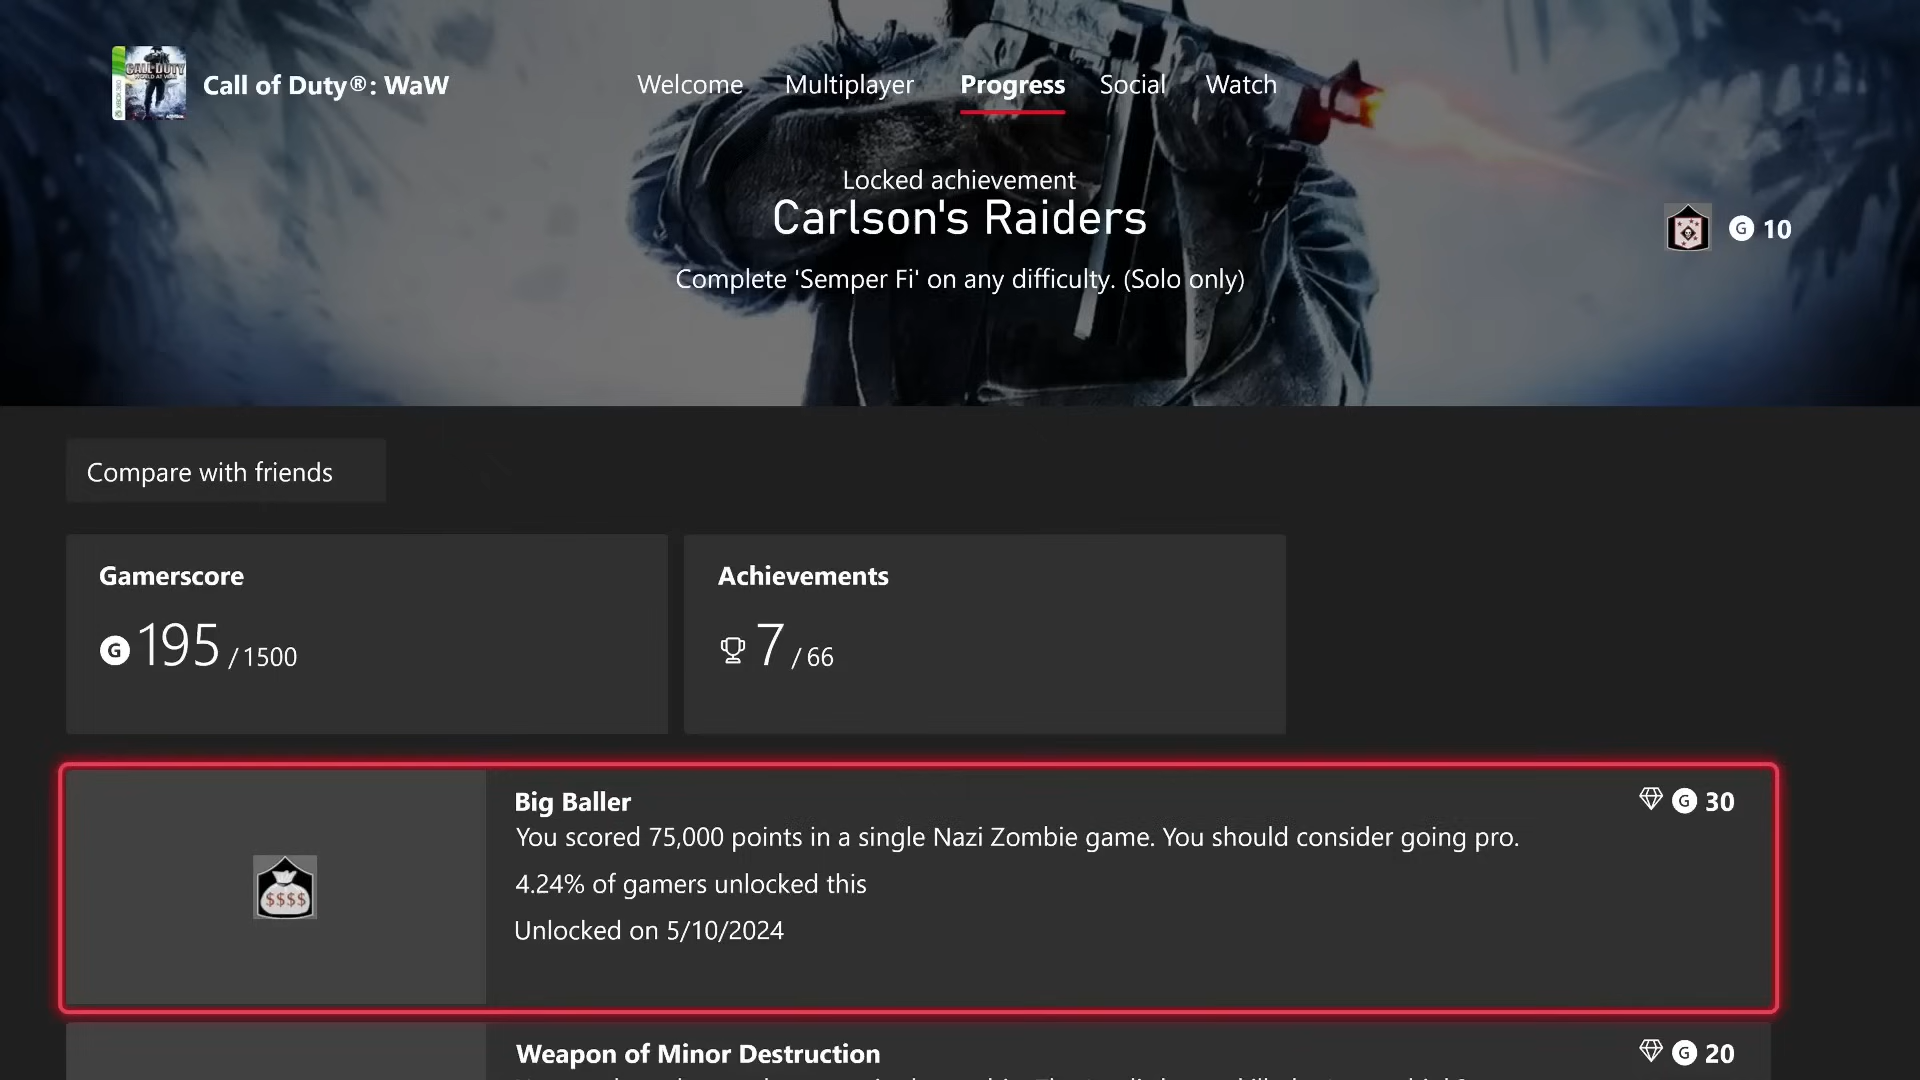 Call of Duty®: WaW
Welcome
Multiplayer
Progress
Social
Watch
Locked achievement
Carlson's Raiders
Complete 'Semper Fi' on any difficulty. (Solo only)
G 10
Compare with friends
Gamerscore
G 195 / 1500
Achievements
7 / 66
Big Baller
G 30
You scored 75,000 points in a single Nazi Zombie game. You should consider going pro.
4.24% of gamers unlocked this
Unlocked on 5/10/2024
$$$$
Weapon of Minor Destruction
G 20